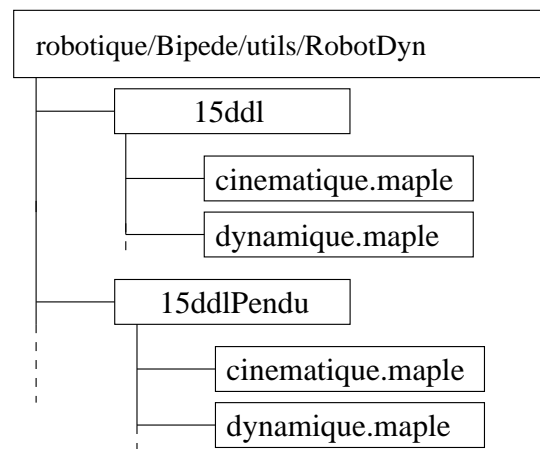 robotique/Bipede/utils/RobotDyn
15ddl
cinematique.maple
dynamique.maple
15ddlPendu
cinematique.maple
dynamique.maple